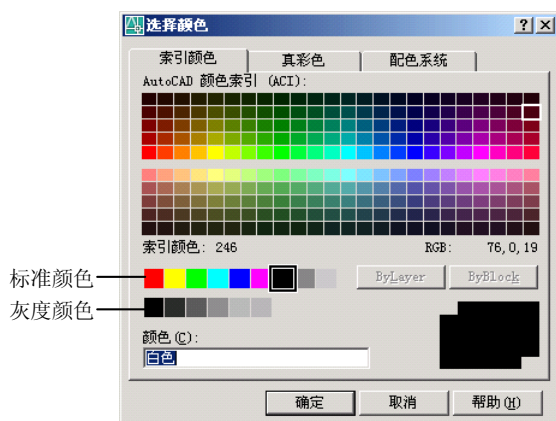 选择颜色
索引颜色 真彩色 配色系统
AutoCAD 颜色索引 (ACI):
索引颜色: 246 RGB: 76,0,19
标准颜色
ByLayer ByBlock
灰度颜色
颜色(C):
白色
确定 取消 帮助(H)